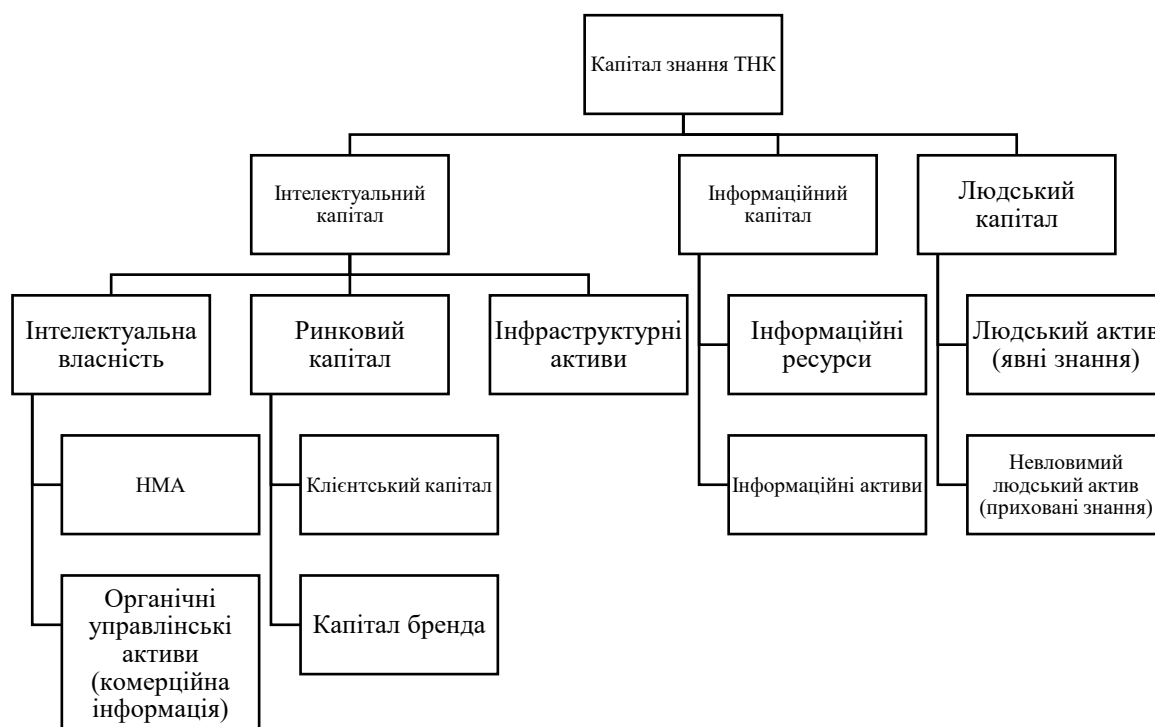 Капітал знання ТНК
Інтелектуальний
капітал
Інформаційний
капітал
Людський
капітал
Інтелектуальна
власність
Ринковий
капітал
Інфраструктурні
активи
Інформаційні
ресурси
Людський актив
(явні знання)
НМА
Клієнтський капітал
Інформаційні активи
Невловимий
людський актив
(приховані знання)
Органічні
управлінські
активи
(комерційна
інформація)
Капітал бренда